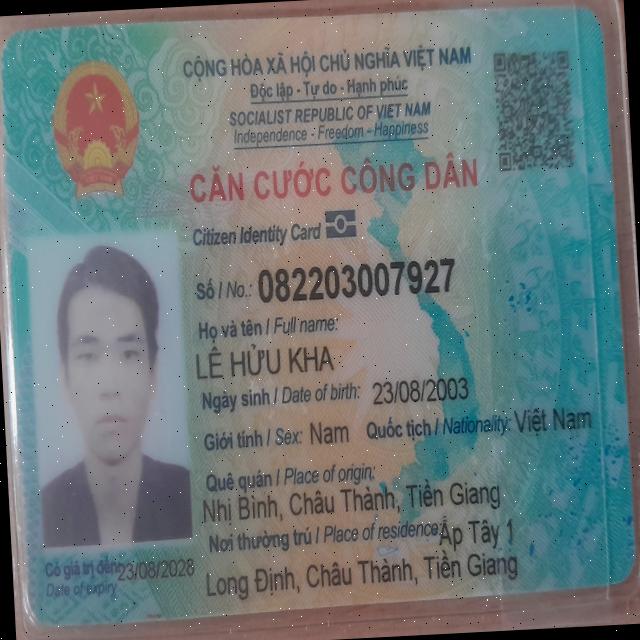 CỘNG HÒA XÃ HỘI CHỦ NGHĨA VIỆT NAM
Độc lập - Tự do - Hạnh phúc
SOCIALIST REPUBLIC OF VIET NAM
Independence - Freedom - Happiness
CĂN CƯỚC CÔNG DÂN
Citizen Identity Card
Số / No.: 082203007927
Họ và tên / Full name:
LÊ HỬU KHA
Ngày sinh / Date of birth: 23/08/2003
Giới tính / Sex: Nam Quốc tịch / Nationality: Việt Nam
Quê quán / Place of origin:
Nhị Bình, Châu Thành, Tiền Giang
Nơi thường trú / Place of residence: Ấp Tây 1
Long Định, Châu Thành, Tiền Giang
Có giá trị đến: 23/08/2028
Date of expiry